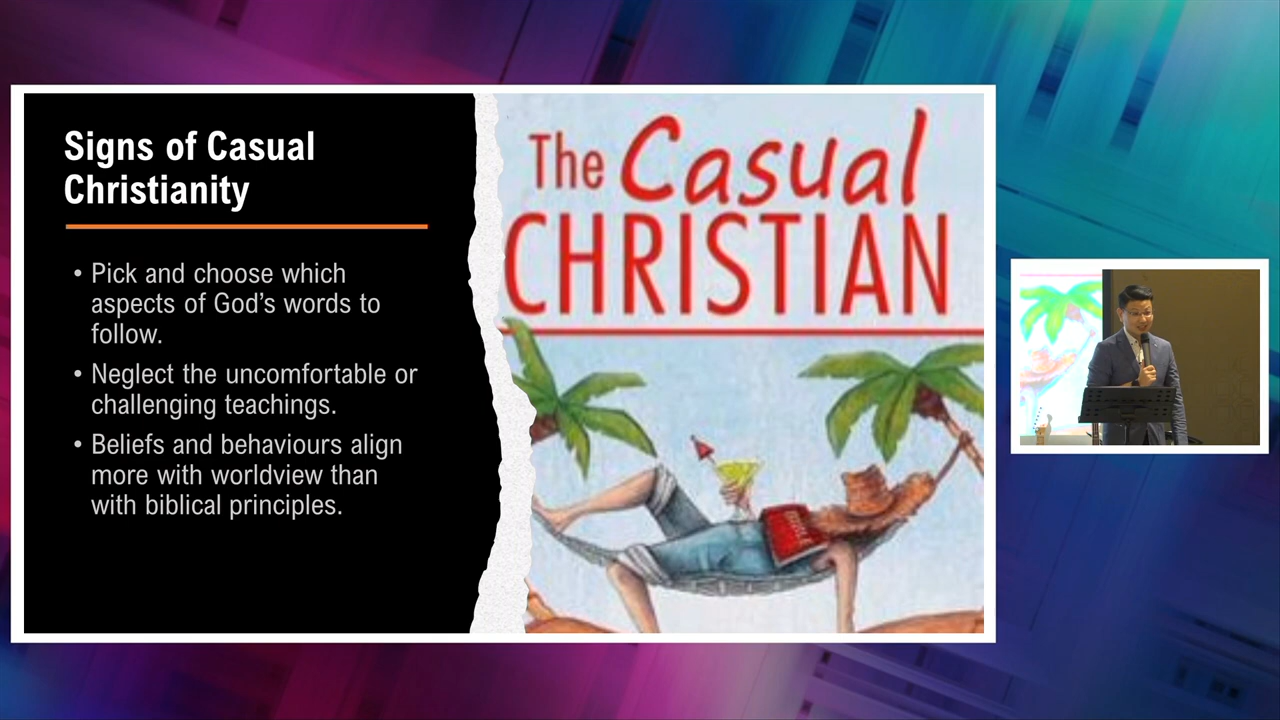 Signs of Casual
Christianity
• Pick and choose which
aspects of God’s words to
follow.
• Neglect the uncomfortable or
challenging teachings.
• Beliefs and behaviours align
more with worldview than
with biblical principles.
The Casual
CHRISTIAN